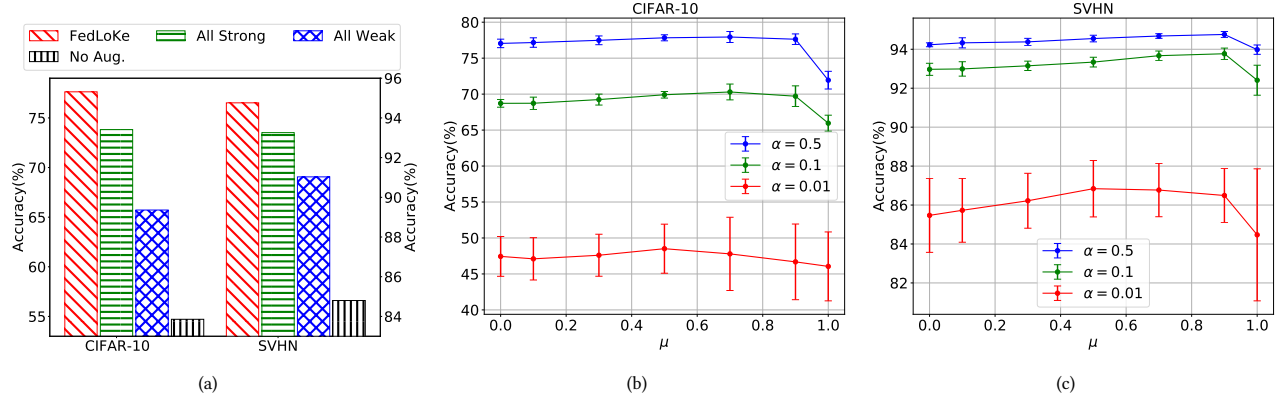 FedLoKe All Strong All Weak
No Aug.
75
70
65
60
55
Accuracy(%)
96
94
92
90
88
86
84
Accuracy(%)
CIFAR-10 SVHN
(a)
CIFAR-10
80
75
70
65
60
55
50
45
40
Accuracy(%)
α = 0.5
α = 0.1
α = 0.01
0.0 0.2 0.4 0.6 0.8 1.0
μ
(b)
SVHN
94
92
90
88
86
84
82
Accuracy(%)
α = 0.5
α = 0.1
α = 0.01
0.0 0.2 0.4 0.6 0.8 1.0
μ
(c)